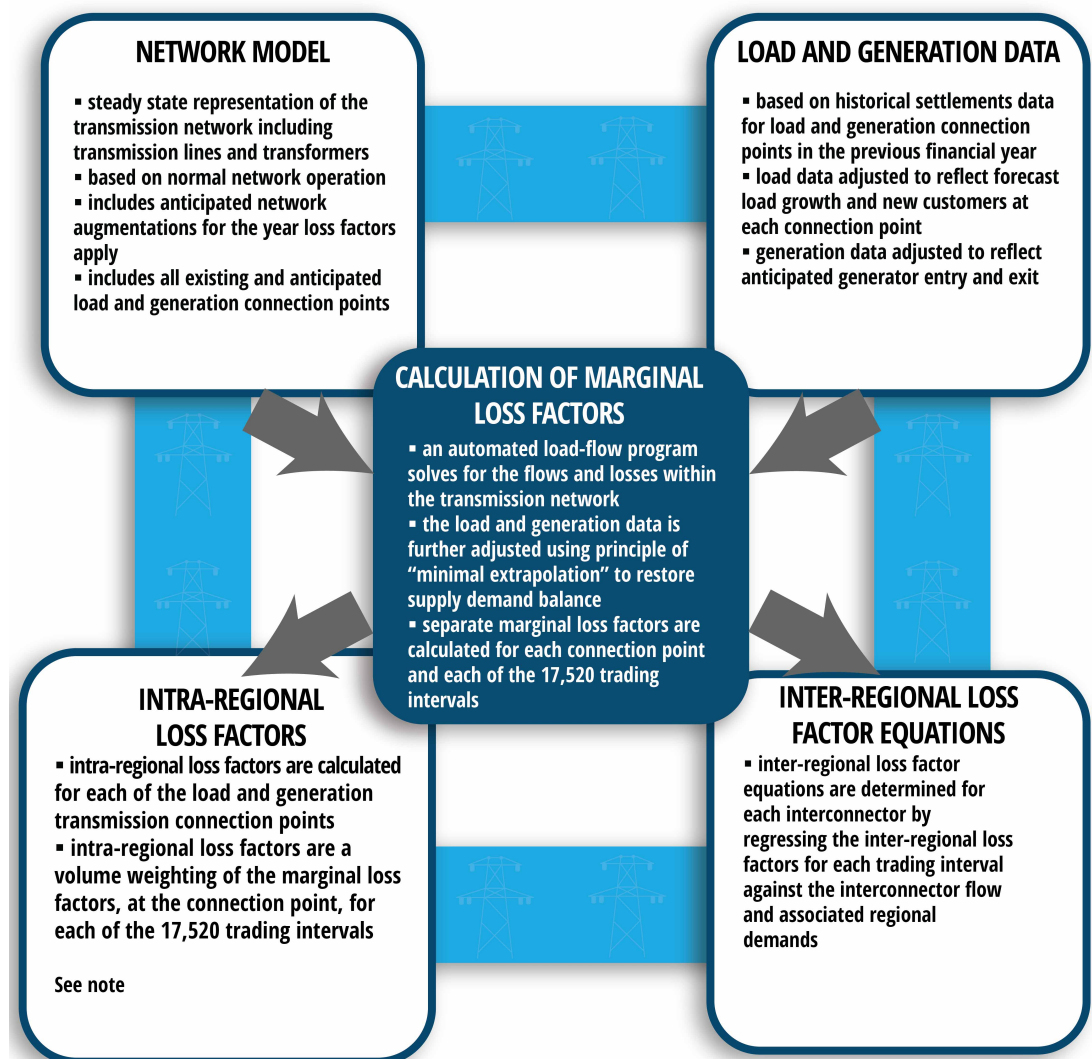 NETWORK MODEL
▪ steady state representation of the
transmission network including
transmission lines and transformers
▪ based on normal network operation
▪ includes anticipated network
augmentations for the year loss factors
apply
▪ includes all existing and anticipated
load and generation connection points
LOAD AND GENERATION DATA
▪ based on historical settlements data
for load and generation connection
points in the previous financial year
▪ load data adjusted to reflect forecast
load growth and new customers at
each connection point
▪ generation data adjusted to reflect
anticipated generator entry and exit
CALCULATION OF MARGINAL
LOSS FACTORS
▪ an automated load-flow program
solves for the flows and losses within
the transmission network
▪ the load and generation data is
further adjusted using principle of
“minimal extrapolation” to restore
supply demand balance
▪ separate marginal loss factors are
calculated for each connection point
and each of the 17,520 trading
intervals
INTRA-REGIONAL
LOSS FACTORS
▪ intra-regional loss factors are calculated
for each of the load and generation
transmission connection points
▪ intra-regional loss factors are a
volume weighting of the marginal loss
factors, at the connection point, for
each of the 17,520 trading intervals
See note
INTER-REGIONAL LOSS
FACTOR EQUATIONS
▪ inter-regional loss factor
equations are determined for
each interconnector by
regressing the inter-regional loss
factors for each trading interval
against the interconnector flow
and associated regional
demands